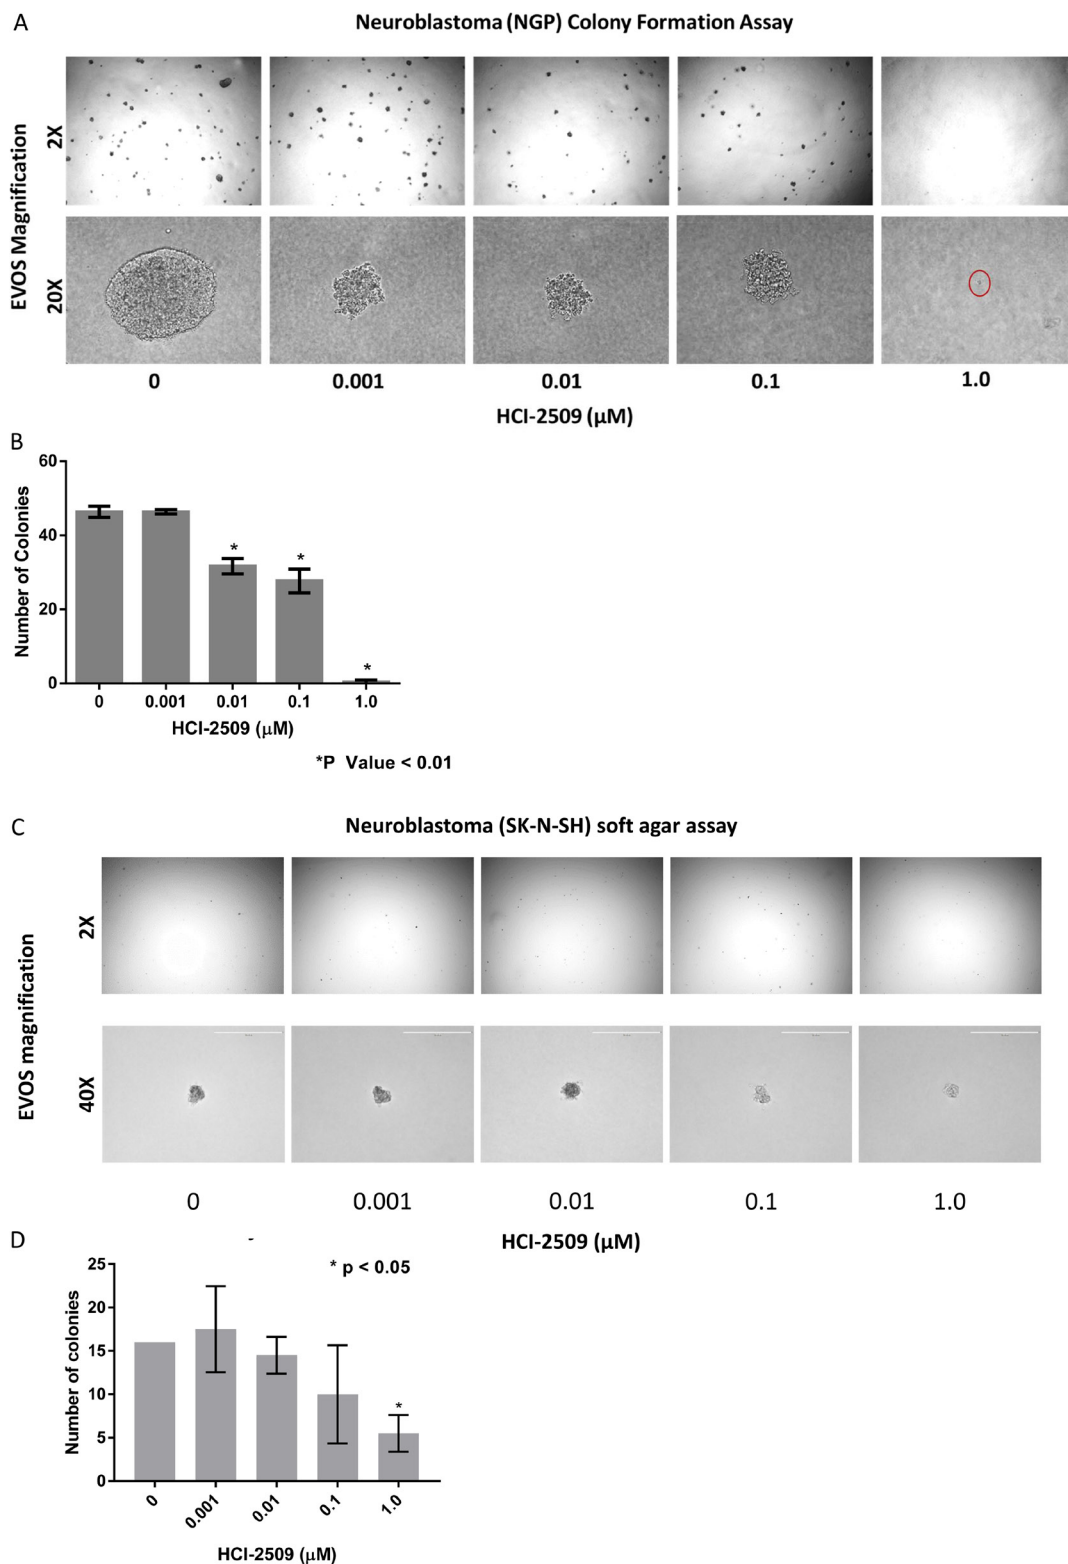 A
Neuroblastoma (NGP) Colony Formation Assay
EVOS Magnification
2X
20X
0 0.001 0.01 0.1 1.0
HCI-2509 (µM)
B
Number of Colonies
60
40
20
0
* * *
0 0.001 0.01 0.1 1.0
HCI-2509 (µM)
*P Value < 0.01
C
Neuroblastoma (SK-N-SH) soft agar assay
EVOS magnification
2X
40X
0 0.001 0.01 0.1 1.0
HCI-2509 (µM)
D
* p < 0.05
Number of colonies
25
20
15
10
5
0
*
0 0.001 0.01 0.1 1.0
HCI-2509 (µM)